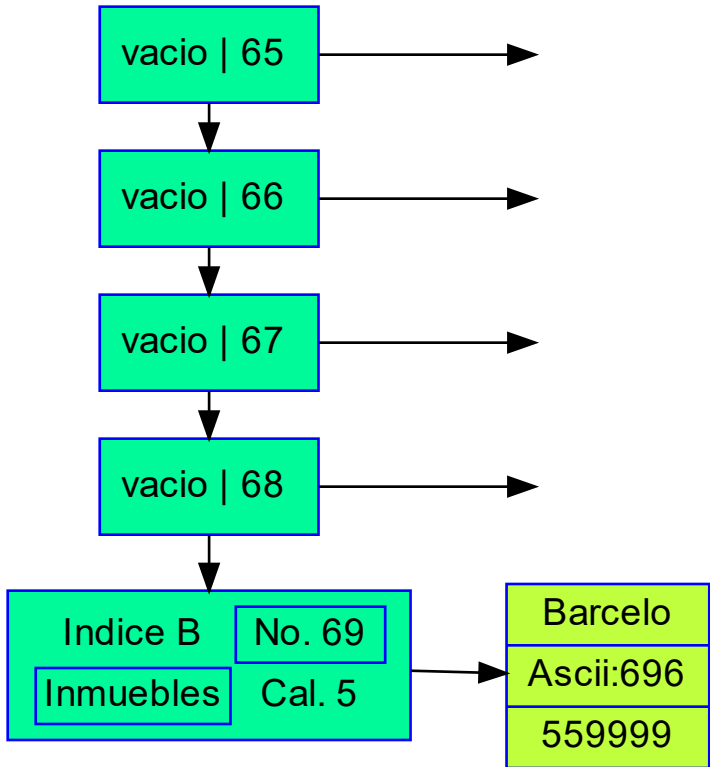 vacio | 65
vacio | 66
vacio | 67
vacio | 68
Indice B No. 69
Inmuebles Cal. 5
Barcelo
Ascii:696
559999